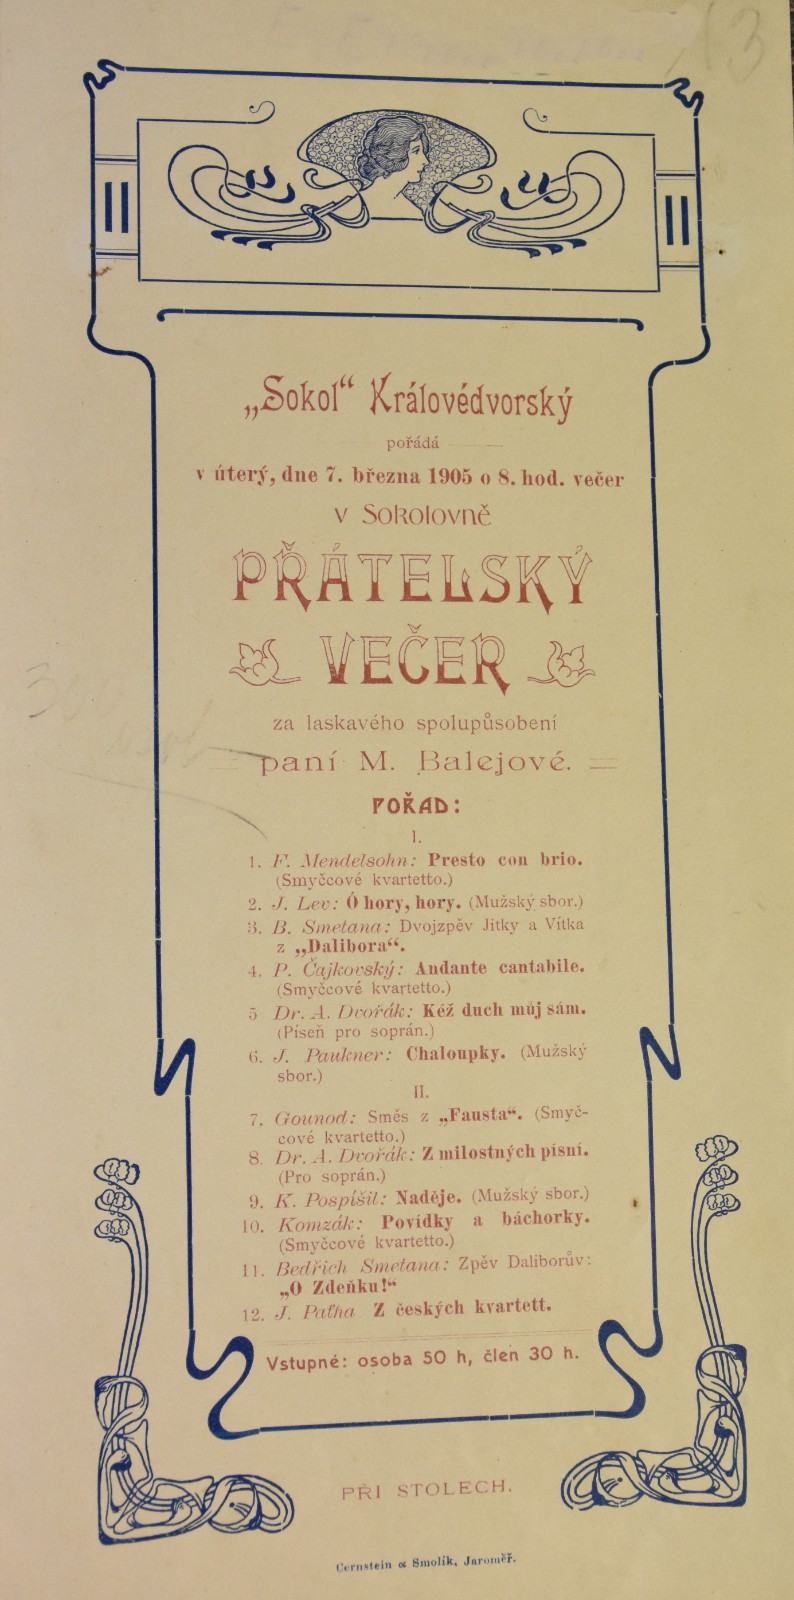 „Sokol“ Královédvorský
pořádá
v úterý, dne 7. března 1905 o 8. hod. večer
v Sokolovně
PŘÁTELSKÝ
VEČER
za laskavého spolupůsobení
paní M. Balejové.
POŘAD:
I.
1. F. Mendelsohn: Presto con brio.
(Smyčcové kvartetto.)
2. J. Lev: Ó hory, hory. (Mužský sbor.)
3. B. Smetana: Dvojzpěv Jitky a Vítka
z „Dalibora“.
4. P. Čajkovský: Andante cantabile.
(Smyčcové kvartetto.)
5 Dr. A. Dvořák: Kéž duch můj sám.
(Píseň pro soprán.)
6. J. Paukner: Chaloupky. (Mužský
sbor.)
II.
7. Gounod: Směs z „Fausta“. (Smyč-
cové kvartetto.)
8. Dr. A. Dvořák: Z milostných písní.
(Pro soprán.)
9. K. Pospíšil: Naděje. (Mužský sbor.)
10. Komzák: Povídky a báchorky.
(Smyčcové kvartetto.)
11. Bedřich Smetana: Zpěv Daliborův:
„O Zdeňku!“
12. J. Paťha Z českých kvartett.
Vstupné: osoba 50 h, člen 30 h.
PŘI STOLECH.
Cernstein & Smolík, Jaroměř.